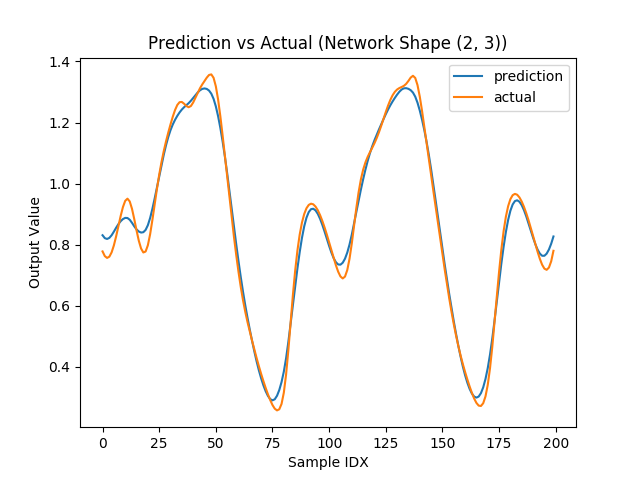 Prediction vs Actual (Network Shape (2, 3))
prediction
actual
Output Value
1.4
1.2
1.0
0.8
0.6
0.4
0 25 50 75 100 125 150 175 200
Sample IDX